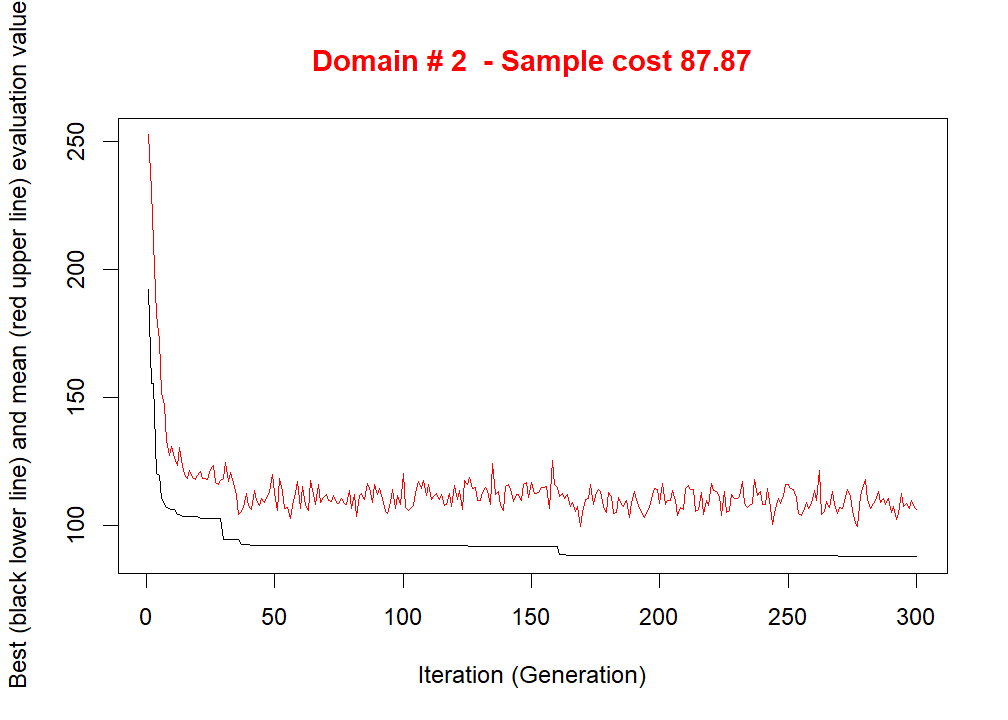 Domain # 2  - Sample cost 87.87
Best (black lower line) and mean (red upper line) evaluation value
250
200
150
100
0 50 100 150 200 250 300
Iteration (Generation)